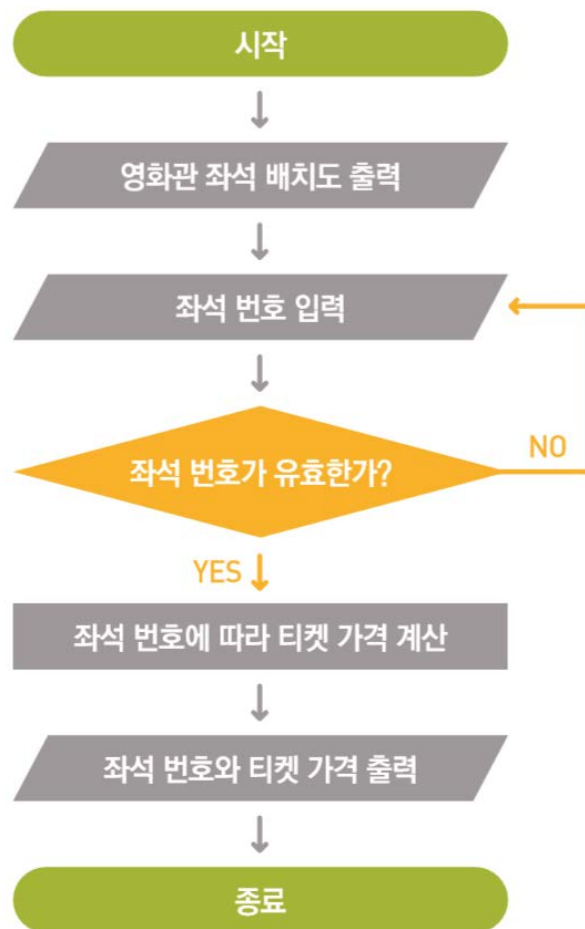 시작
영화관 좌석 배치도 출력
좌석 번호 입력
좌석 번호가 유효한가?
NO
YES
좌석 번호에 따라 티켓 가격 계산
좌석 번호와 티켓 가격 출력
종료